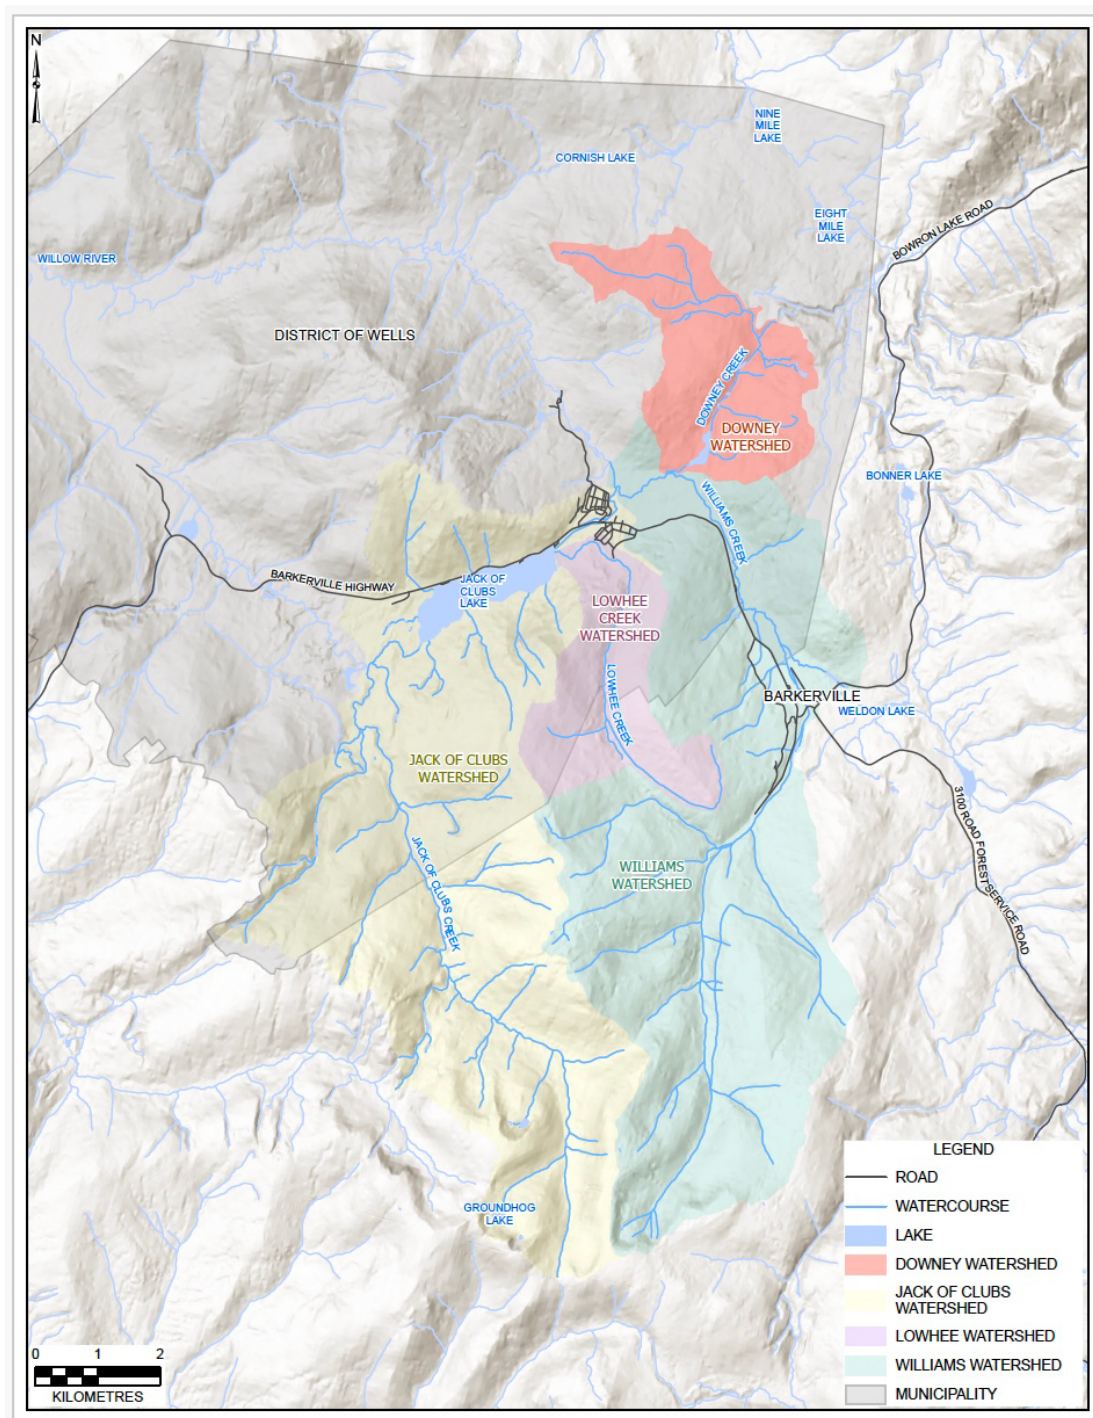 N
NINE
MILE
LAKE
CORNISH LAKE
EIGHT
MILE
LAKE
BOWRON LAKE ROAD
WILLOW RIVER
DISTRICT OF WELLS
DOWNEY CREEK
DOWNEY
WATERSHED
BONNER LAKE
WILLIAMS CREEK
BARKERVILLE HIGHWAY
JACK OF
CLUBS
LAKE
LOWHEE
CREEK
WATERSHED
LOWHEE CREEK
BARKERVILLE
WELDON LAKE
JACK OF CLUBS
WATERSHED
3100 ROAD FOREST SERVICE ROAD
JACK OF CLUBS CREEK
WILLIAMS
WATERSHED
GROUNDHOG
LAKE
LEGEND
ROAD
WATERCOURSE
LAKE
DOWNEY WATERSHED
JACK OF CLUBS
WATERSHED
LOWHEE WATERSHED
WILLIAMS WATERSHED
MUNICIPALITY
0 1 2
KILOMETRES